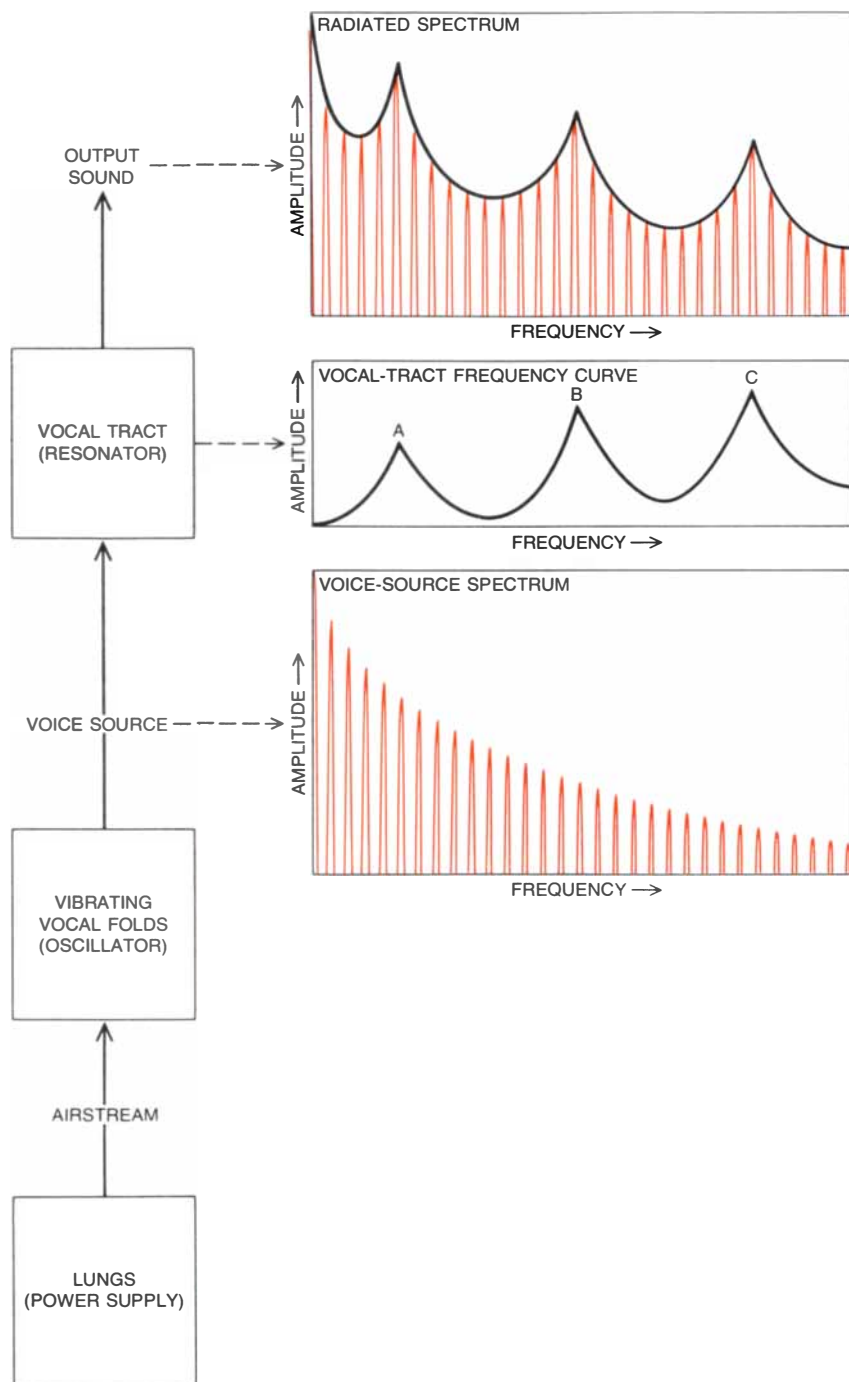 RADIATED SPECTRUM
AMPLITUDE
OUTPUT
SOUND
FREQUENCY
VOCAL-TRACT FREQUENCY CURVE
A
B
C
AMPLITUDE
VOCAL TRACT
(RESONATOR)
FREQUENCY
VOICE-SOURCE SPECTRUM
AMPLITUDE
VOICE SOURCE
FREQUENCY
VIBRATING
VOCAL FOLDS
(OSCILLATOR)
AIRSTREAM
LUNGS
(POWER SUPPLY)